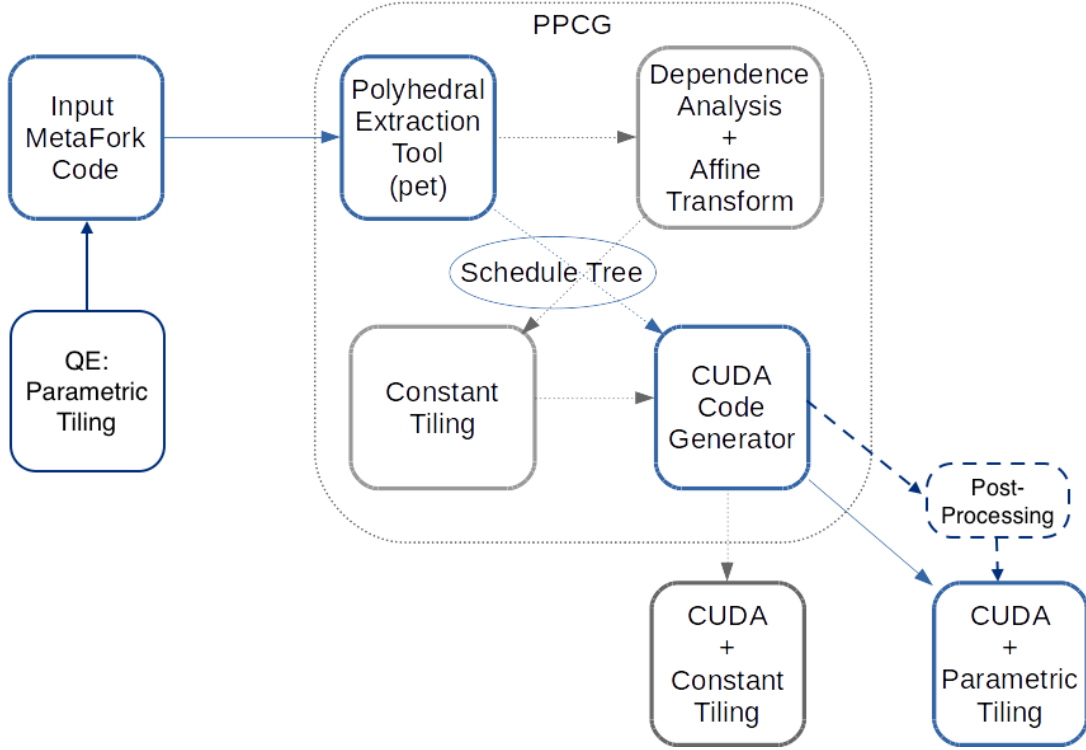 PPCG
Input
MetaFork
Code
Polyhedral
Extraction
Tool
(pet)
Dependence
Analysis
+
Affine
Transform
Schedule Tree
QE:
Parametric
Tiling
Constant
Tiling
CUDA
Code
Generator
Post-
Processing
CUDA
+
Constant
Tiling
CUDA
+
Parametric
Tiling